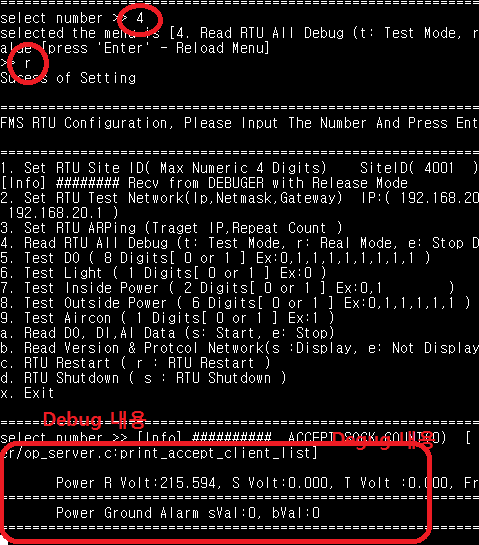 select number >> 4
selected the menu is [4. Read RTU All Debug (t: Test Mode, r
alue [press 'Enter' - Reload Menu]
>> r
Sucess of Setting
FMS RTU Configuration, Please Input The Number And Press Ent
1. Set RTU Site ID( Max Numeric 4 Digits)    SiteID( 4001  )
[Info] ######## Recv from DEBUGER with Release Mode
2. Set RTU Test Network(Ip,Netmask,Gateway)  IP:( 192.168.20
192.168.20.1 )
3. Set RTU ARPing (Traget IP,Repeat Count )
4. Read RTU All Debug (t: Test Mode, r: Real Mode, e: Stop D
5. Test DO ( 8 Digits[ 0 or 1 ] Ex:0,1,1,1,1,1,1,1 )
6. Test Light ( 1 Digits[ 0 or 1 ] Ex:0 )
7. Test Inside Power ( 2 Digits[ 0 or 1 ] Ex:0,1        )
8. Test Outside Power ( 6 Digits[ 0 or 1 ] Ex:0,1,1,1,1,1 )
9. Test Aircon ( 1 Digits[ 0 or 1 ] Ex:1 )
a. Read DO, DI,AI Data (s: Start, e: Stop)
b. Read Version & Protcol Network(s :Display, e: Not Display
c. RTU Restart ( r : RTU Restart )
d. RTU Shutdown ( s : RTU Shutdown )
x. Exit
Debug 내용
Degug 내용
select number >> [Info] ##########  ACCEPT SOCK [
er/op_server.c:print_accept_client_list]
Power R Volt:215.594, S Volt:0.000, T Volt :0.000, Fr
Power Ground Alarm sVal:0, bVal:0